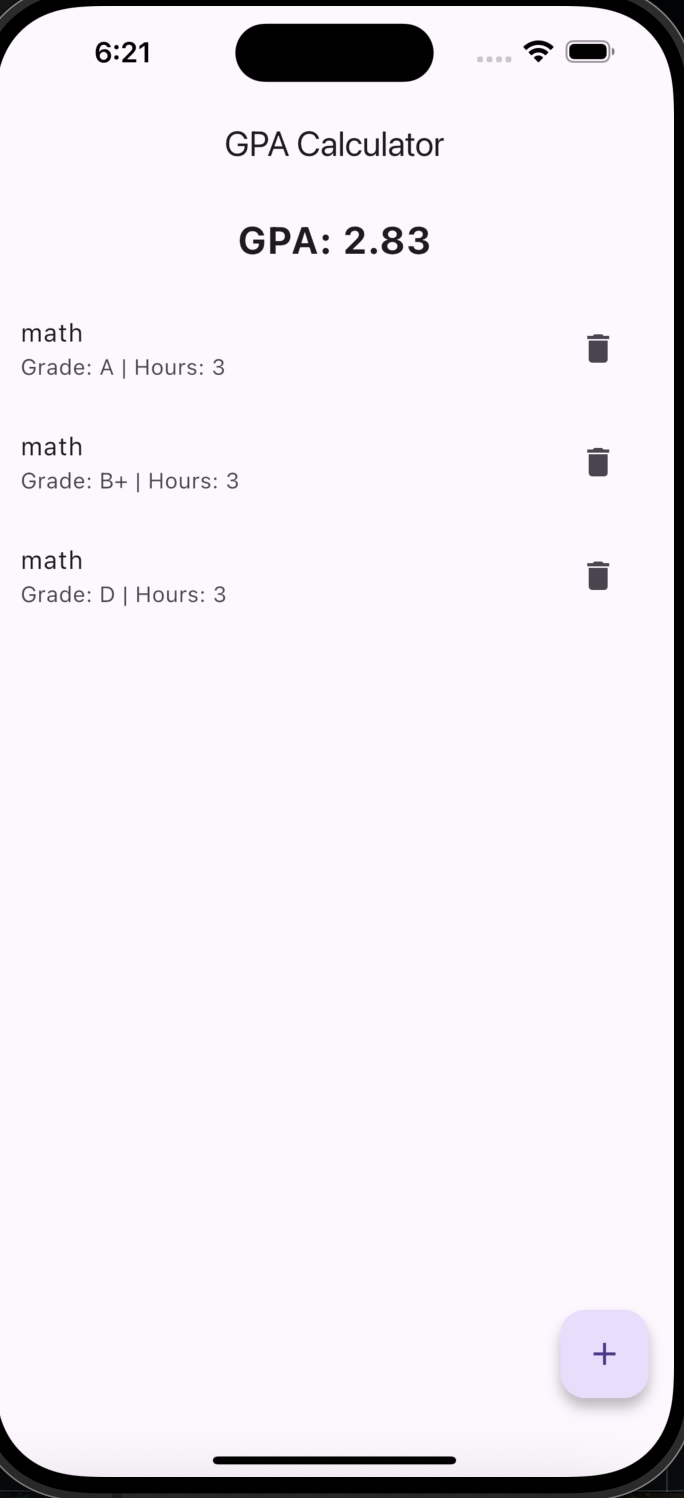 6:21
GPA Calculator
GPA: 2.83
math
Grade: A | Hours: 3
math
Grade: B+ | Hours: 3
math
Grade: D | Hours: 3
+